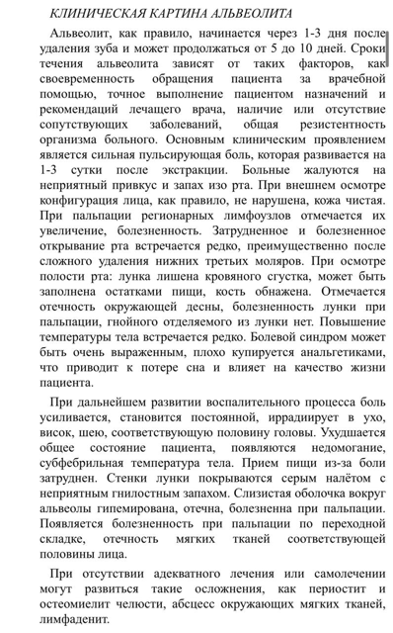 КЛИНИЧЕСКАЯ КАРТИНА АЛЬВЕОЛИТА
Альвеолит, как правило, начинается через 1-3 дня после
удаления зуба и может продолжаться от 5 до 10 дней. Сроки
течения альвеолита зависят от таких факторов, как
своевременность обращения пациента за врачебной
помощью, точное выполнение пациентом назначений и
рекомендаций лечащего врача, наличие или отсутствие
сопутствующих заболеваний, общая резистентность
организма больного. Основным клиническим проявлением
является сильная пульсирующая боль, которая развивается на
1-3 сутки после экстракции. Больные жалуются на
неприятный привкус и запах изо рта. При внешнем осмотре
конфигурация лица, как правило, не нарушена, кожа чистая.
При пальпации регионарных лимфоузлов отмечается их
увеличение, болезненность. Затрудненное и болезненное
открывание рта встречается редко, преимущественно после
сложного удаления нижних третьих моляров. При осмотре
полости рта: лунка лишена кровяного сгустка, может быть
заполнена остатками пищи, кость обнажена. Отмечается
отечность окружающей десны, болезненность лунки при
пальпации, гнойного отделяемого из лунки нет. Повышение
температуры тела встречается редко. Болевой синдром может
быть очень выраженным, плохо купируется анальгетиками,
что приводит к потере сна и влияет на качество жизни
пациента.
При дальнейшем развитии воспалительного процесса боль
усиливается, становится постоянной, иррадиирует в ухо,
висок, шею, соответствующую половину головы. Ухудшается
общее состояние пациента, появляются недомогание,
субфебрильная температура тела. Прием пищи из-за боли
затруднен. Стенки лунки покрываются серым налётом с
неприятным гнилостным запахом. Слизистая оболочка вокруг
альвеолы гипемирована, отечна, болезненна при пальпации.
Появляется болезненность при пальпации по переходной
складке, отечность мягких тканей соответствующей
половины лица.
При отсутствии адекватного лечения или самолечении
могут развиться такие осложнения, как периостит и
остеомиелит челюсти, абсцесс окружающих мягких тканей,
лимфаденит.